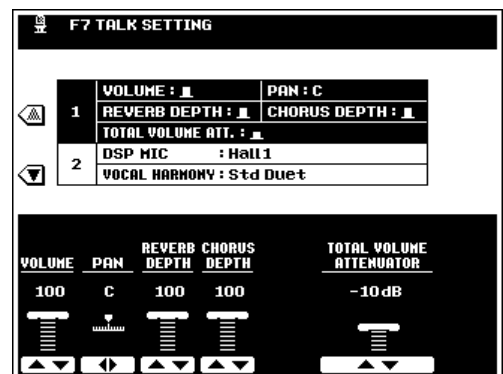 F7 TALK SETTING
1
VOLUME : PAN : C
REVERB DEPTH : CHORUS DEPTH :
TOTAL VOLUME ATT. :
2
DSP MIC : Hall1
VOCAL HARMONY : Std Duet
VOLUME PAN REVERB DEPTH CHORUS DEPTH TOTAL VOLUME ATTENUATOR
100 C 100 100 -10dB